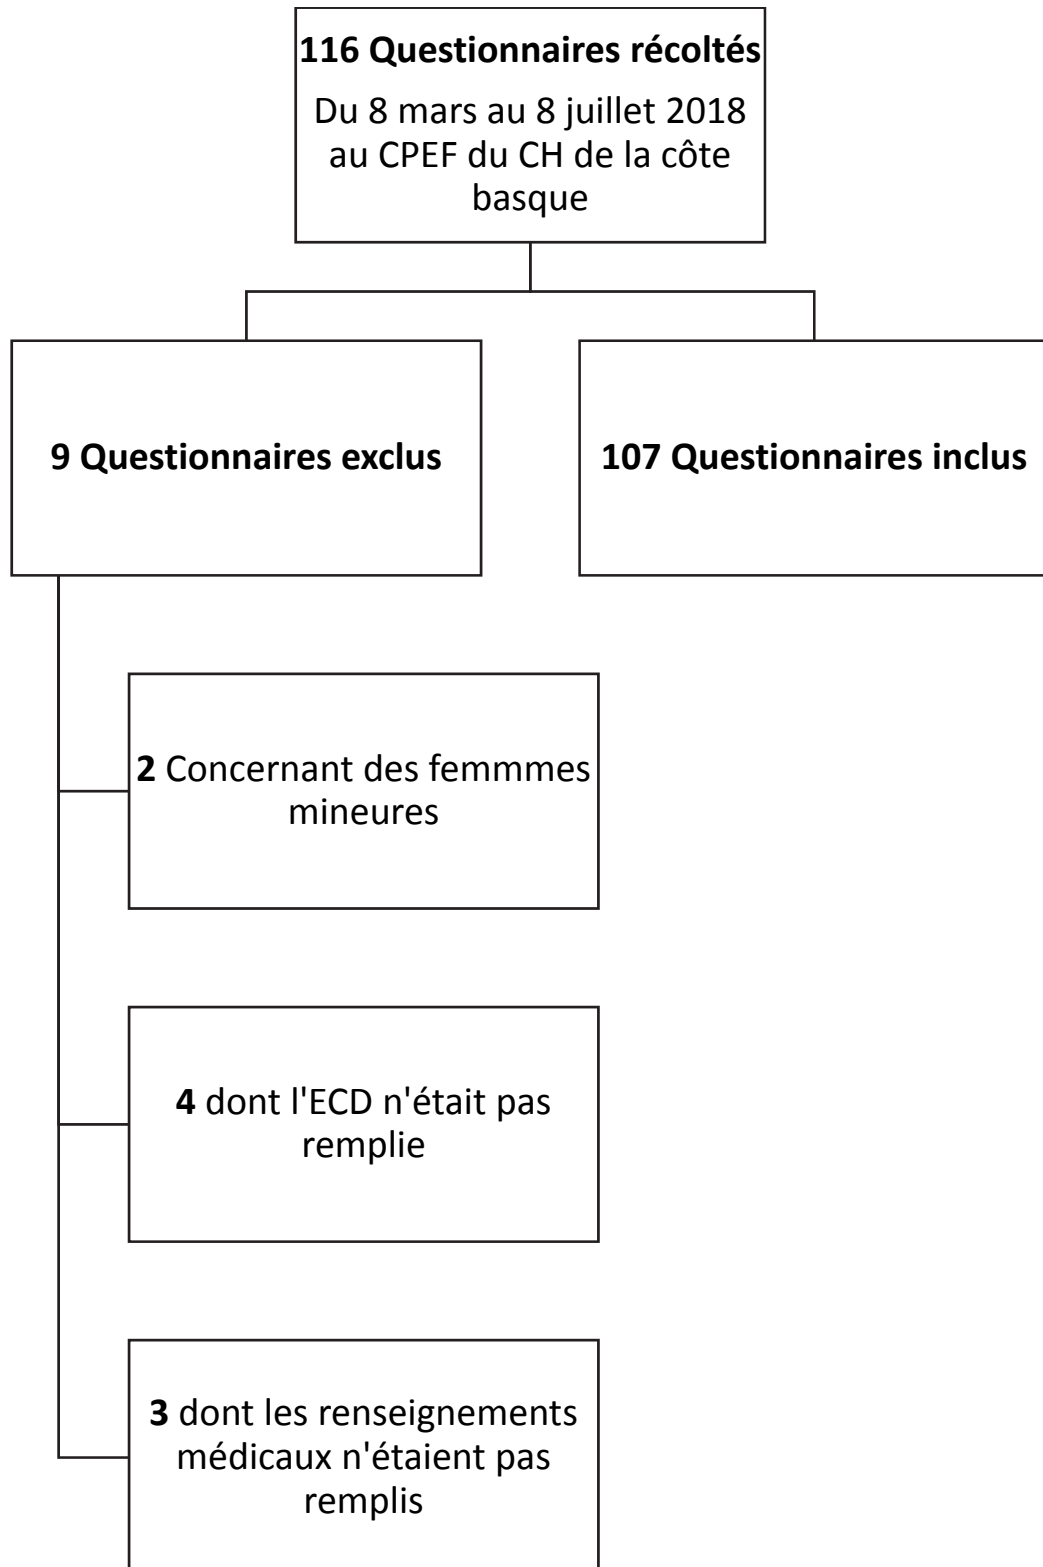 116 Questionnaires récoltés
Du 8 mars au 8 juillet 2018
au CPEF du CH de la côte
basque
9 Questionnaires exclus
107 Questionnaires inclus
2 Concernant des femmmes
mineures
4 dont l'ECD n'était pas
remplie
3 dont les renseignements
médicaux n'étaient pas
remplis